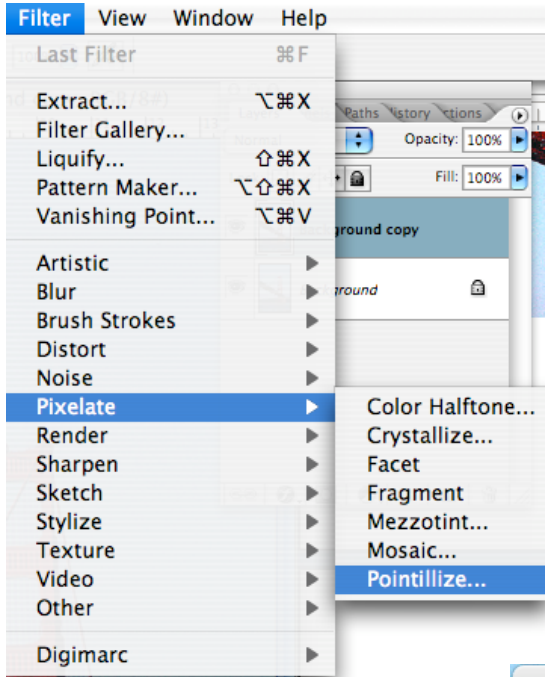 Filter View Window Help
Last Filter ⌘F
Extract... ⌥⌘X
Filter Gallery...
Liquify... ⇧⌘X
Pattern Maker... ⌥⇧⌘X
Vanishing Point... ⌥⌘V
Artistic
Blur
Brush Strokes
Distort
Noise
Pixelate
Render
Sharpen
Sketch
Stylize
Texture
Video
Other
Digimarc
Color Halftone...
Crystallize...
Facet
Fragment
Mezzotint...
Mosaic...
Pointillize...
Paths
Opacity: 100%
Fill: 100%
copy